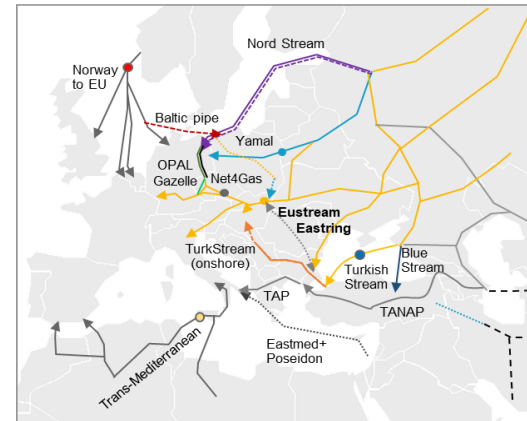 Nord Stream
Norway
to EU
Baltic pipe
Yamal
OPAL
Gazelle
Net4Gas
Eustream
Eastring
TurkStream
(onshore)
Blue
Stream
Turkish
Stream
TAP
TANAP
Eastmed+
Poseidon
Trans-Mediterranean